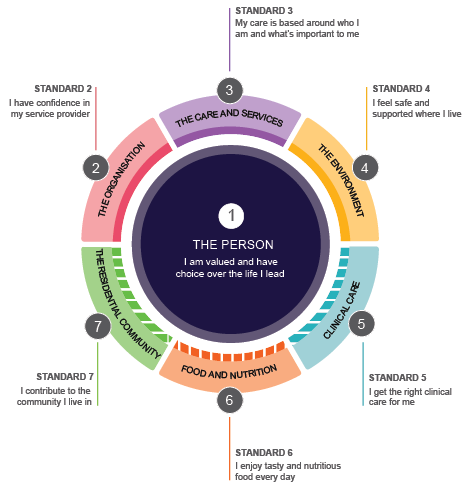 STANDARD 3
My care is based around who I
am and what's important to me
STANDARD 2
I have confidence in
my service provider
STANDARD 4
I feel safe and
supported where I live
3
THE CARE AND SERVICES
2
THE ORGANISATION
4
THE ENVIRONMENT
1
THE PERSON
I am valued and have
choice over the life I lead
7
THE RESIDENTIAL COMMUNITY
5
CLINICAL CARE
6
FOOD AND NUTRITION
STANDARD 7
I contribute to the
community I live in
STANDARD 5
I get the right clinical
care for me
STANDARD 6
I enjoy tasty and nutritious
food every day